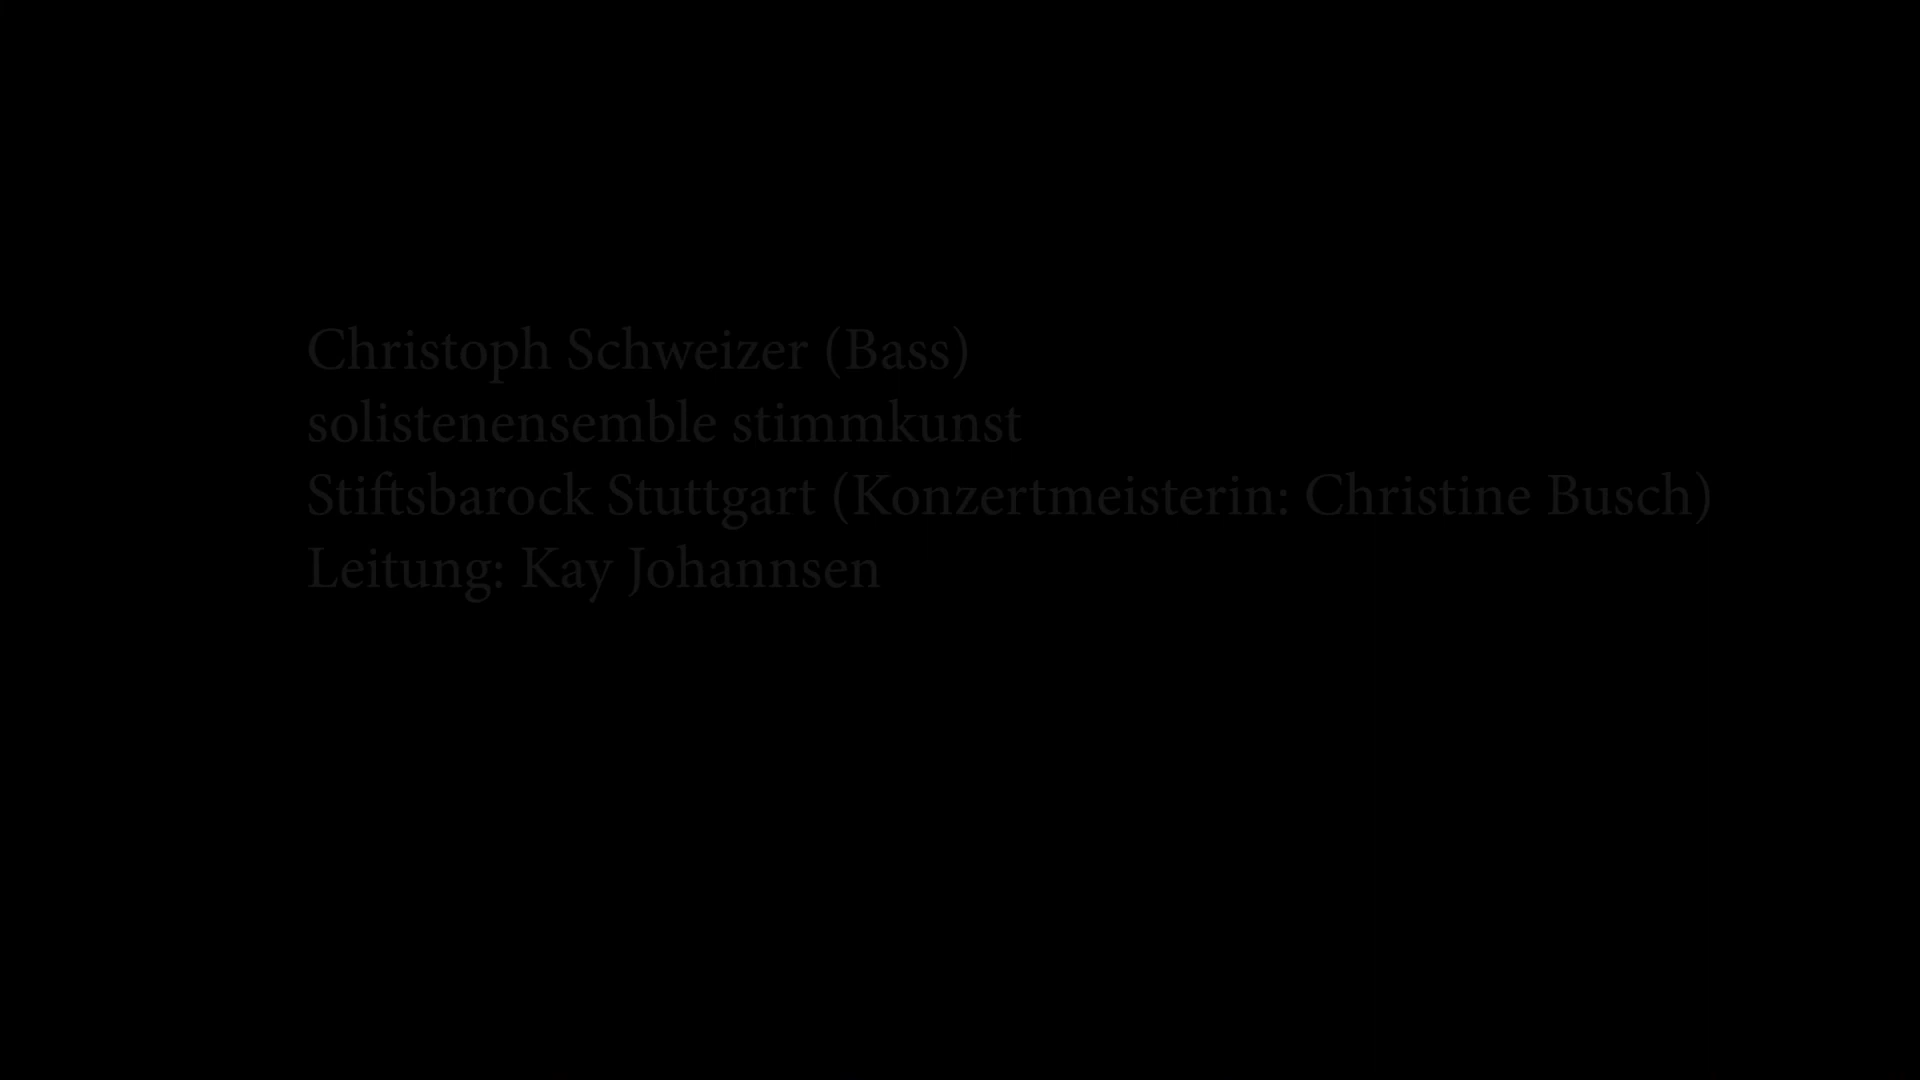 Christoph Schweizer (Bass)
solistenensemble stimmkunst
Stiftsbarock Stuttgart (Konzertmeisterin: Christine Busch)
Leitung: Kay Johannsen